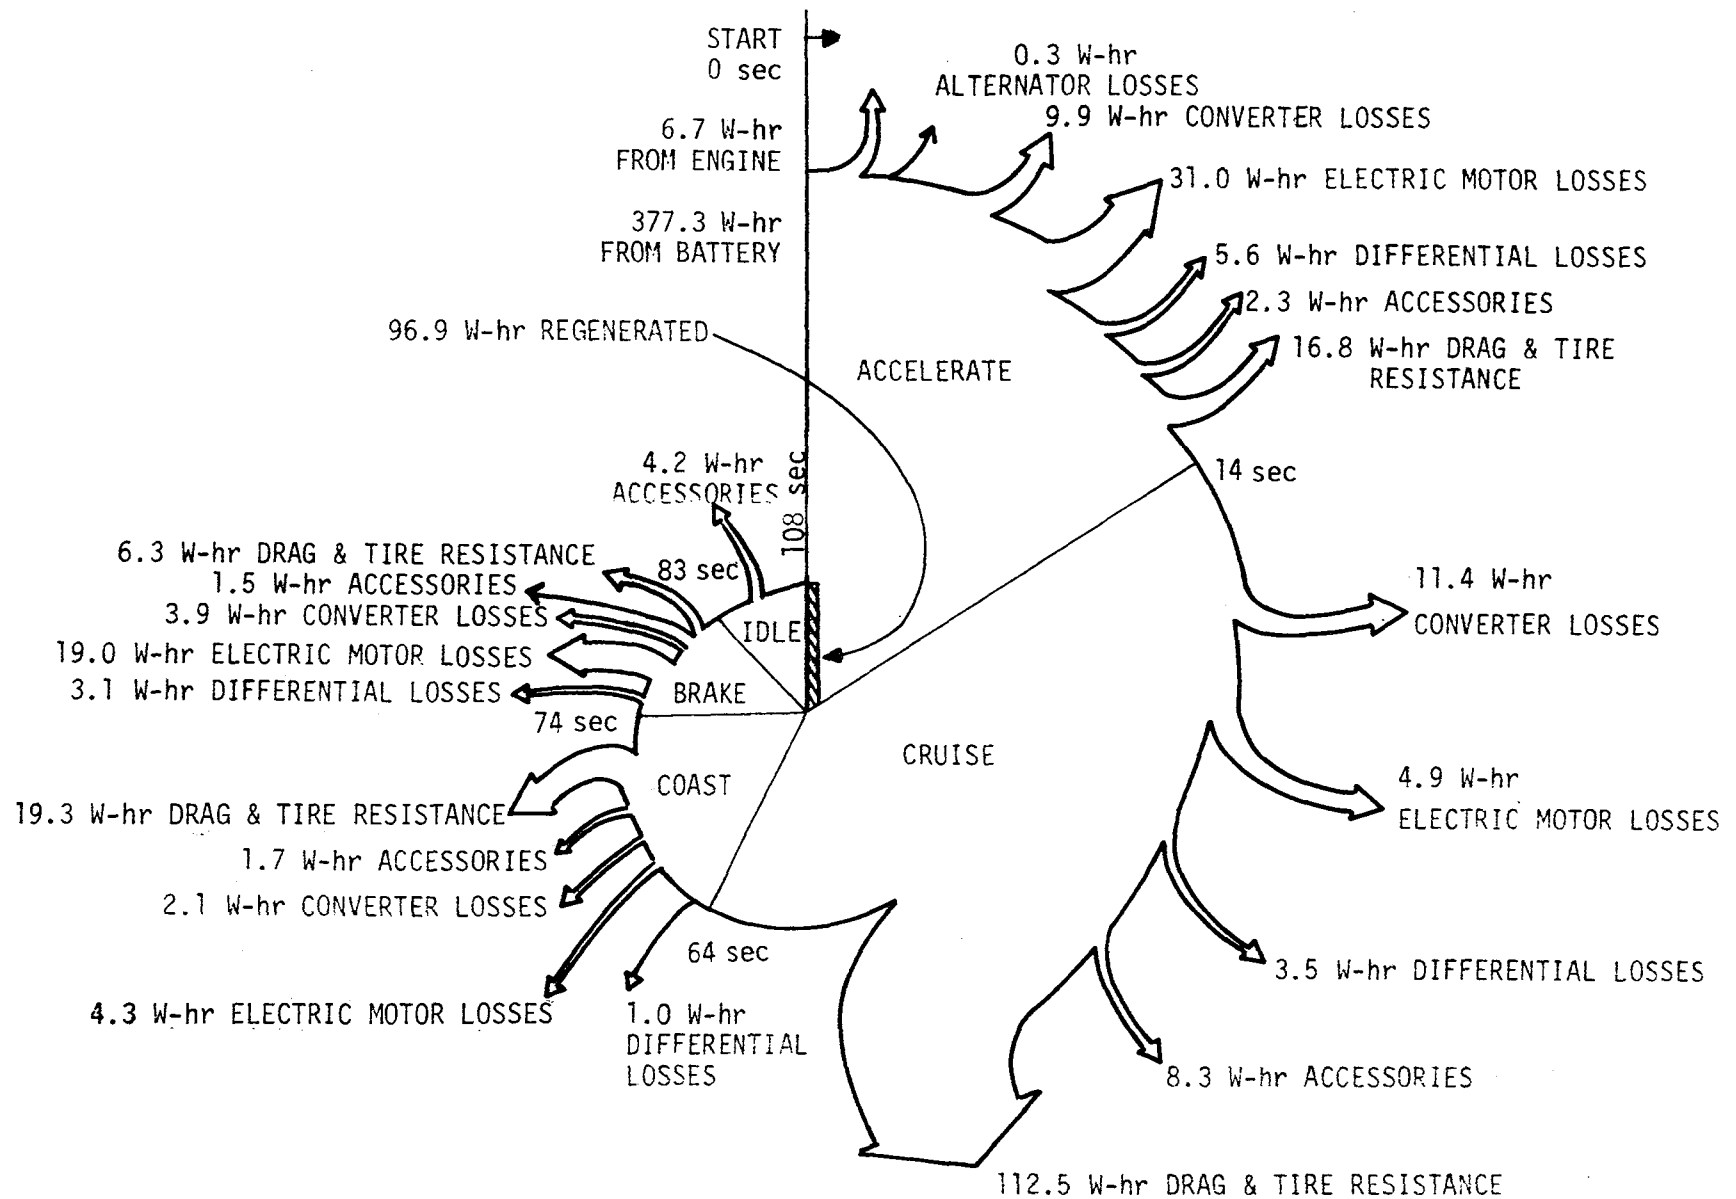 START
0 sec
0.3 W-hr
ALTERNATOR LOSSES
9.9 W-hr CONVERTER LOSSES
6.7 W-hr
FROM ENGINE
31.0 W-hr ELECTRIC MOTOR LOSSES
377.3 W-hr
FROM BATTERY
5.6 W-hr DIFFERENTIAL LOSSES
2.3 W-hr ACCESSORIES
96.9 W-hr REGENERATED
16.8 W-hr DRAG & TIRE
RESISTANCE
ACCELERATE
14 sec
4.2 W-hr
ACCESSORIES
108 sec
6.3 W-hr DRAG & TIRE RESISTANCE
83 sec
1.5 W-hr ACCESSORIES
3.9 W-hr CONVERTER LOSSES
IDLE
11.4 W-hr
CONVERTER LOSSES
19.0 W-hr ELECTRIC MOTOR LOSSES
3.1 W-hr DIFFERENTIAL LOSSES
BRAKE
74 sec
CRUISE
COAST
4.9 W-hr
ELECTRIC MOTOR LOSSES
19.3 W-hr DRAG & TIRE RESISTANCE
1.7 W-hr ACCESSORIES
2.1 W-hr CONVERTER LOSSES
64 sec
3.5 W-hr DIFFERENTIAL LOSSES
4.3 W-hr ELECTRIC MOTOR LOSSES
1.0 W-hr
DIFFERENTIAL
LOSSES
8.3 W-hr ACCESSORIES
112.5 W-hr DRAG & TIRE RESISTANCE